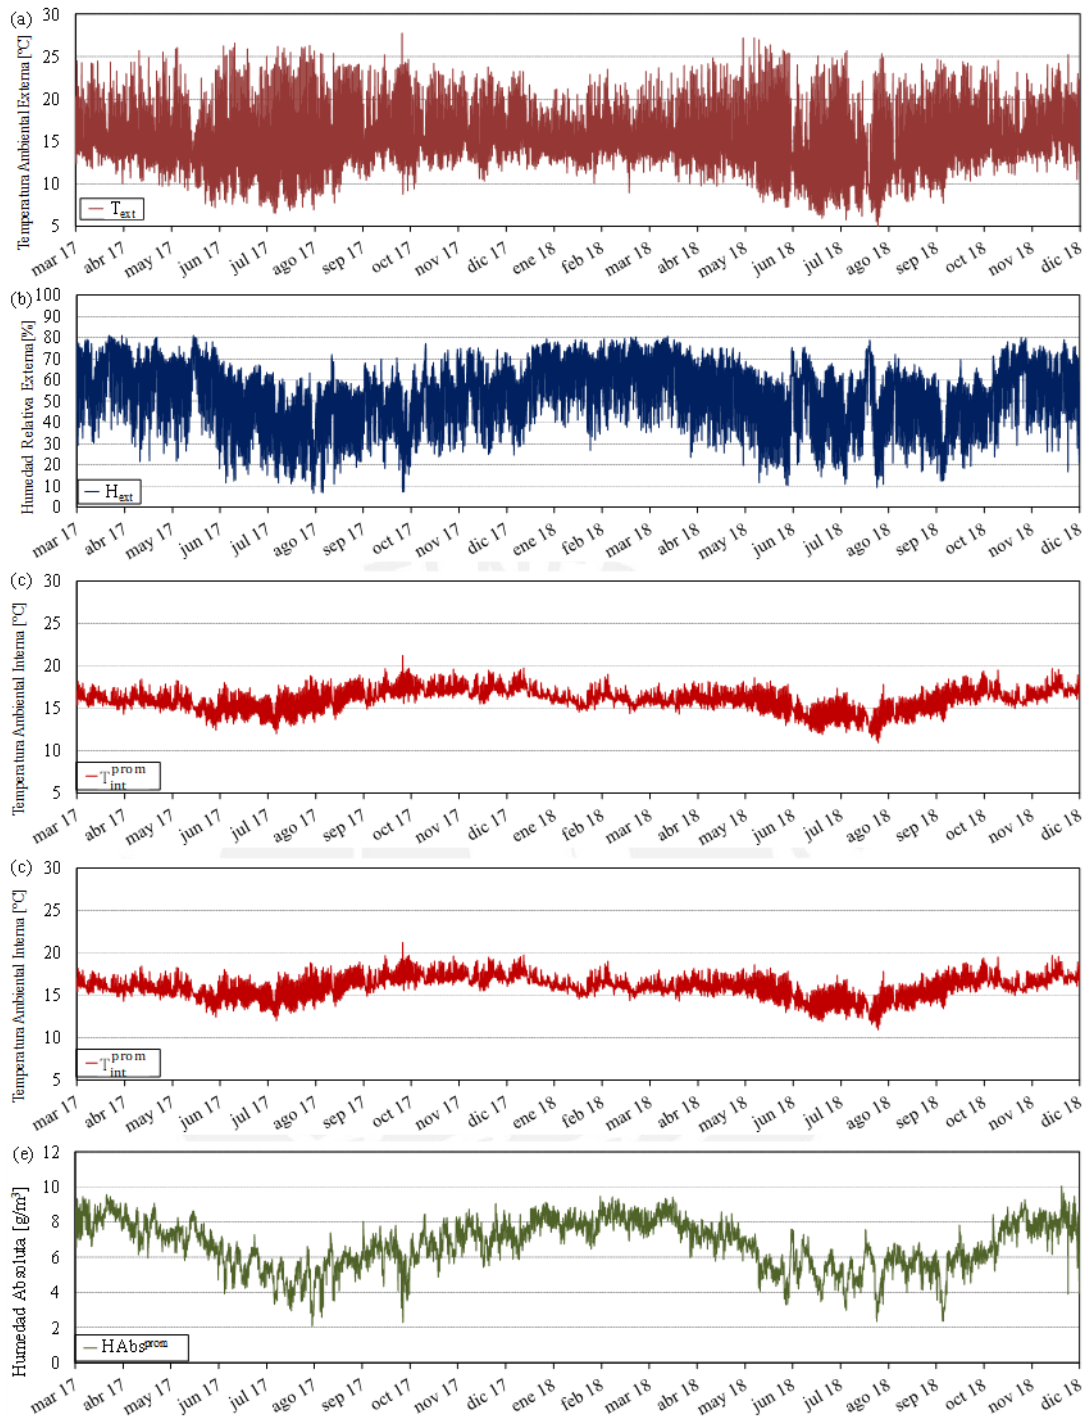 (a)
Temperatura Ambiental Externa [°C]
30
25
20
15
10
5
T_ext
mar 17 abr 17 may 17 jun 17 jul 17 ago 17 sep 17 oct 17 nov 17 dic 17 ene 18 feb 18 mar 18 abr 18 may 18 jun 18 jul 18 ago 18 sep 18 oct 18 nov 18 dic 18
(b)
Humedad Relativa Externa [%]
100
90
80
70
60
50
40
30
20
10
0
H_ext
mar 17 abr 17 may 17 jun 17 jul 17 ago 17 sep 17 oct 17 nov 17 dic 17 ene 18 feb 18 mar 18 abr 18 may 18 jun 18 jul 18 ago 18 sep 18 oct 18 nov 18 dic 18
(c)
Temperatura Ambiental Interna [°C]
30
25
20
15
10
5
T_int^prom
mar 17 abr 17 may 17 jun 17 jul 17 ago 17 sep 17 oct 17 nov 17 dic 17 ene 18 feb 18 mar 18 abr 18 may 18 jun 18 jul 18 ago 18 sep 18 oct 18 nov 18 dic 18
(c)
Temperatura Ambiental Interna [°C]
30
25
20
15
10
5
T_int^prom
mar 17 abr 17 may 17 jun 17 jul 17 ago 17 sep 17 oct 17 nov 17 dic 17 ene 18 feb 18 mar 18 abr 18 may 18 jun 18 jul 18 ago 18 sep 18 oct 18 nov 18 dic 18
(e)
Humedad Absoluta [g/m³]
12
10
8
6
4
2
0
HAbs^prom
mar 17 abr 17 may 17 jun 17 jul 17 ago 17 sep 17 oct 17 nov 17 dic 17 ene 18 feb 18 mar 18 abr 18 may 18 jun 18 jul 18 ago 18 sep 18 oct 18 nov 18 dic 18